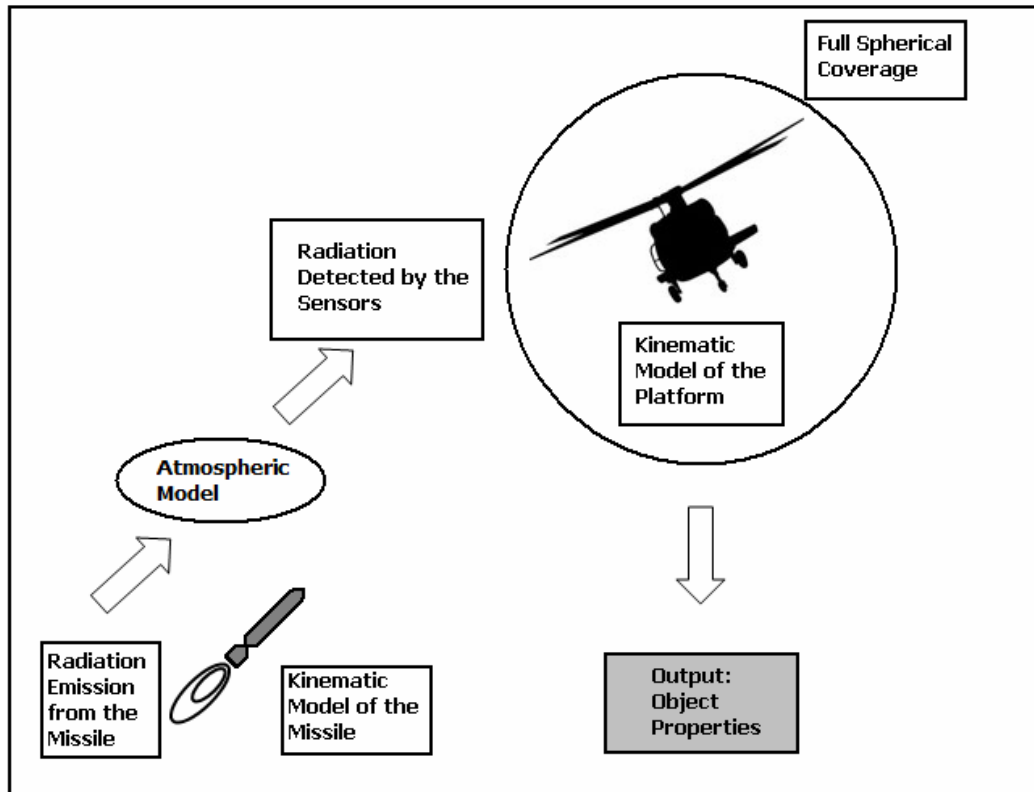 Full Spherical
Coverage
Radiation
Detected by the
Sensors
Kinematic
Model of the
Platform
Atmospheric
Model
Radiation
Emission
from the
Missile
Kinematic
Model of the
Missile
Output:
Object
Properties